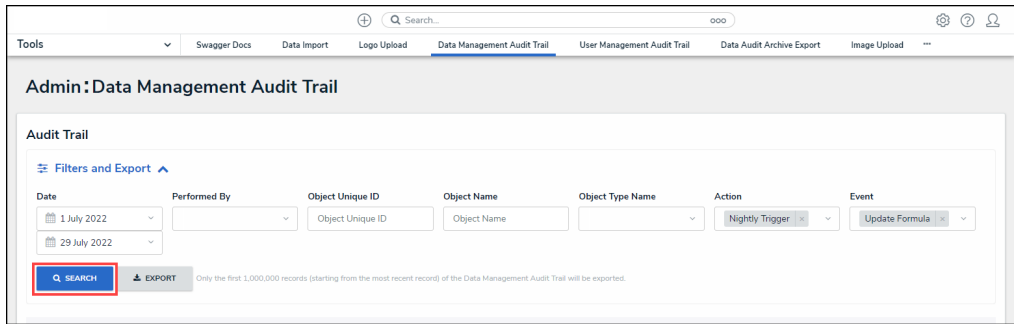 Search...
Tools Swagger Docs Data Import Logo Upload Data Management Audit Trail User Management Audit Trail Data Audit Archive Export Image Upload ...
Admin:Data Management Audit Trail
Audit Trail
Filters and Export
Date Performed By Object Unique ID Object Name Object Type Name Action Event
1 July 2022 Object Unique ID Object Name Nightly Trigger × Update Formula ×
29 July 2022
SEARCH EXPORT Only the first 1,000,000 records (starting from the most recent record) of the Data Management Audit Trail will be exported.